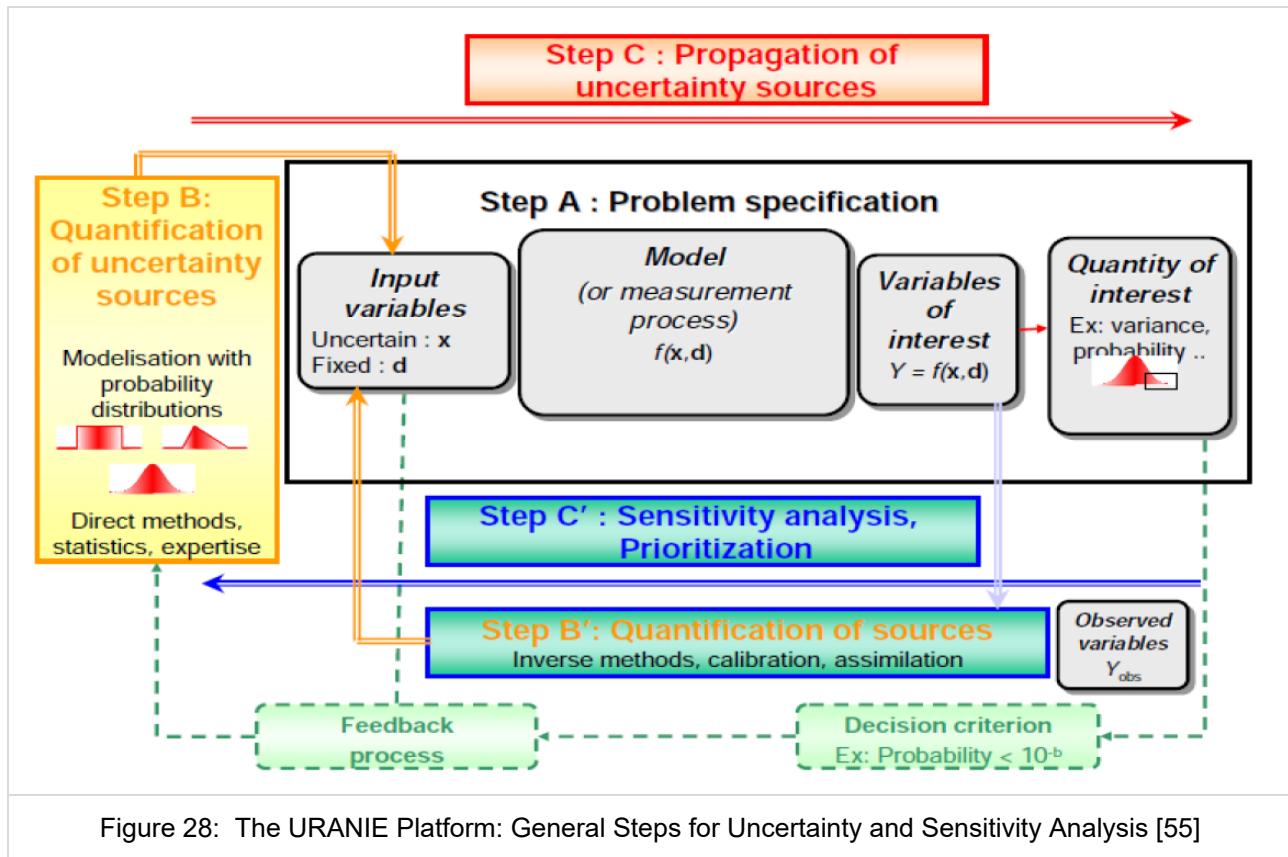 Step C : Propagation of
uncertainty sources
Step B:
Quantification
of uncertainty
sources
Modelisation with
probability
distributions
Direct methods,
statistics, expertise
Step A : Problem specification
Input
variables
Uncertain : x
Fixed : d
Model
(or measurement
process)
f(x,d)
Variables
of
interest
Y = f(x,d)
Quantity of
interest
Ex: variance,
probability ..
Step C' : Sensitivity analysis,
Prioritization
Step B': Quantification of sources
Inverse methods, calibration, assimilation
Observed
variables
Yobs
Feedback
process
Decision criterion
Ex: Probability < 10-b
Figure 28: The URANIE Platform: General Steps for Uncertainty and Sensitivity Analysis [55]